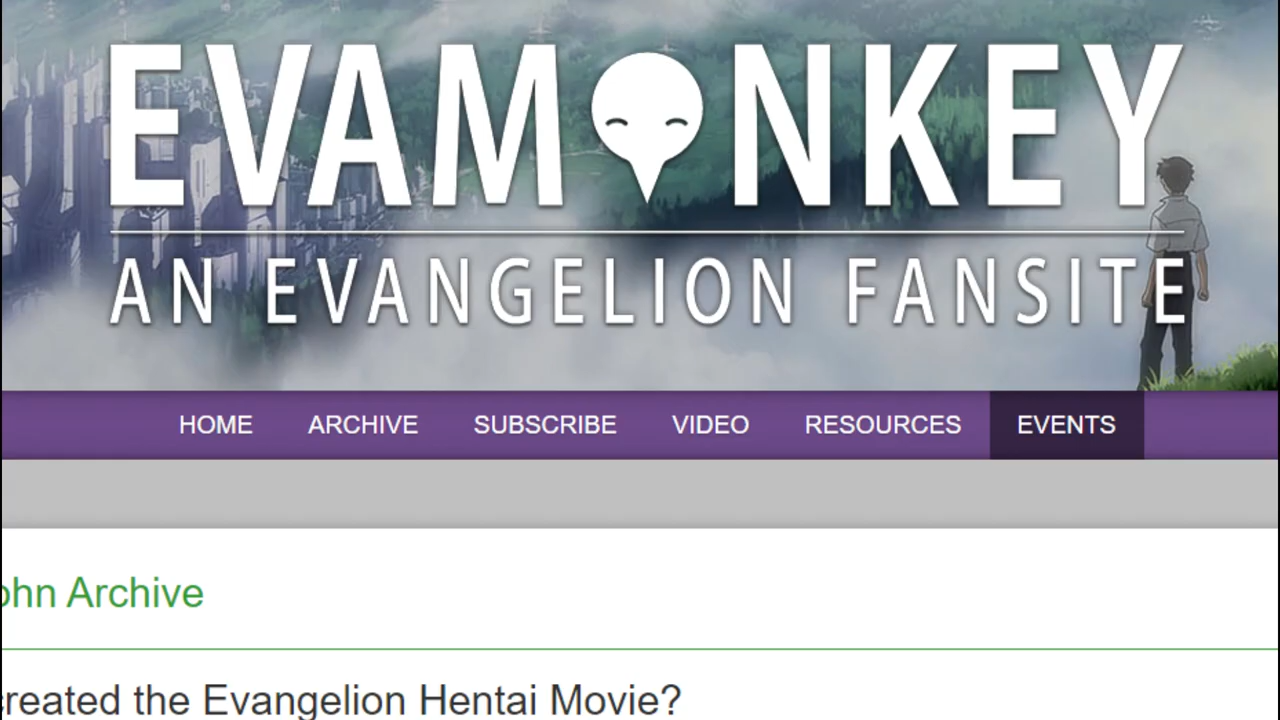 EVAMONKEY
AN EVANGELION FANSITE
HOME ARCHIVE SUBSCRIBE VIDEO RESOURCES EVENTS
ohn Archive
created the Evangelion Hentai Movie?